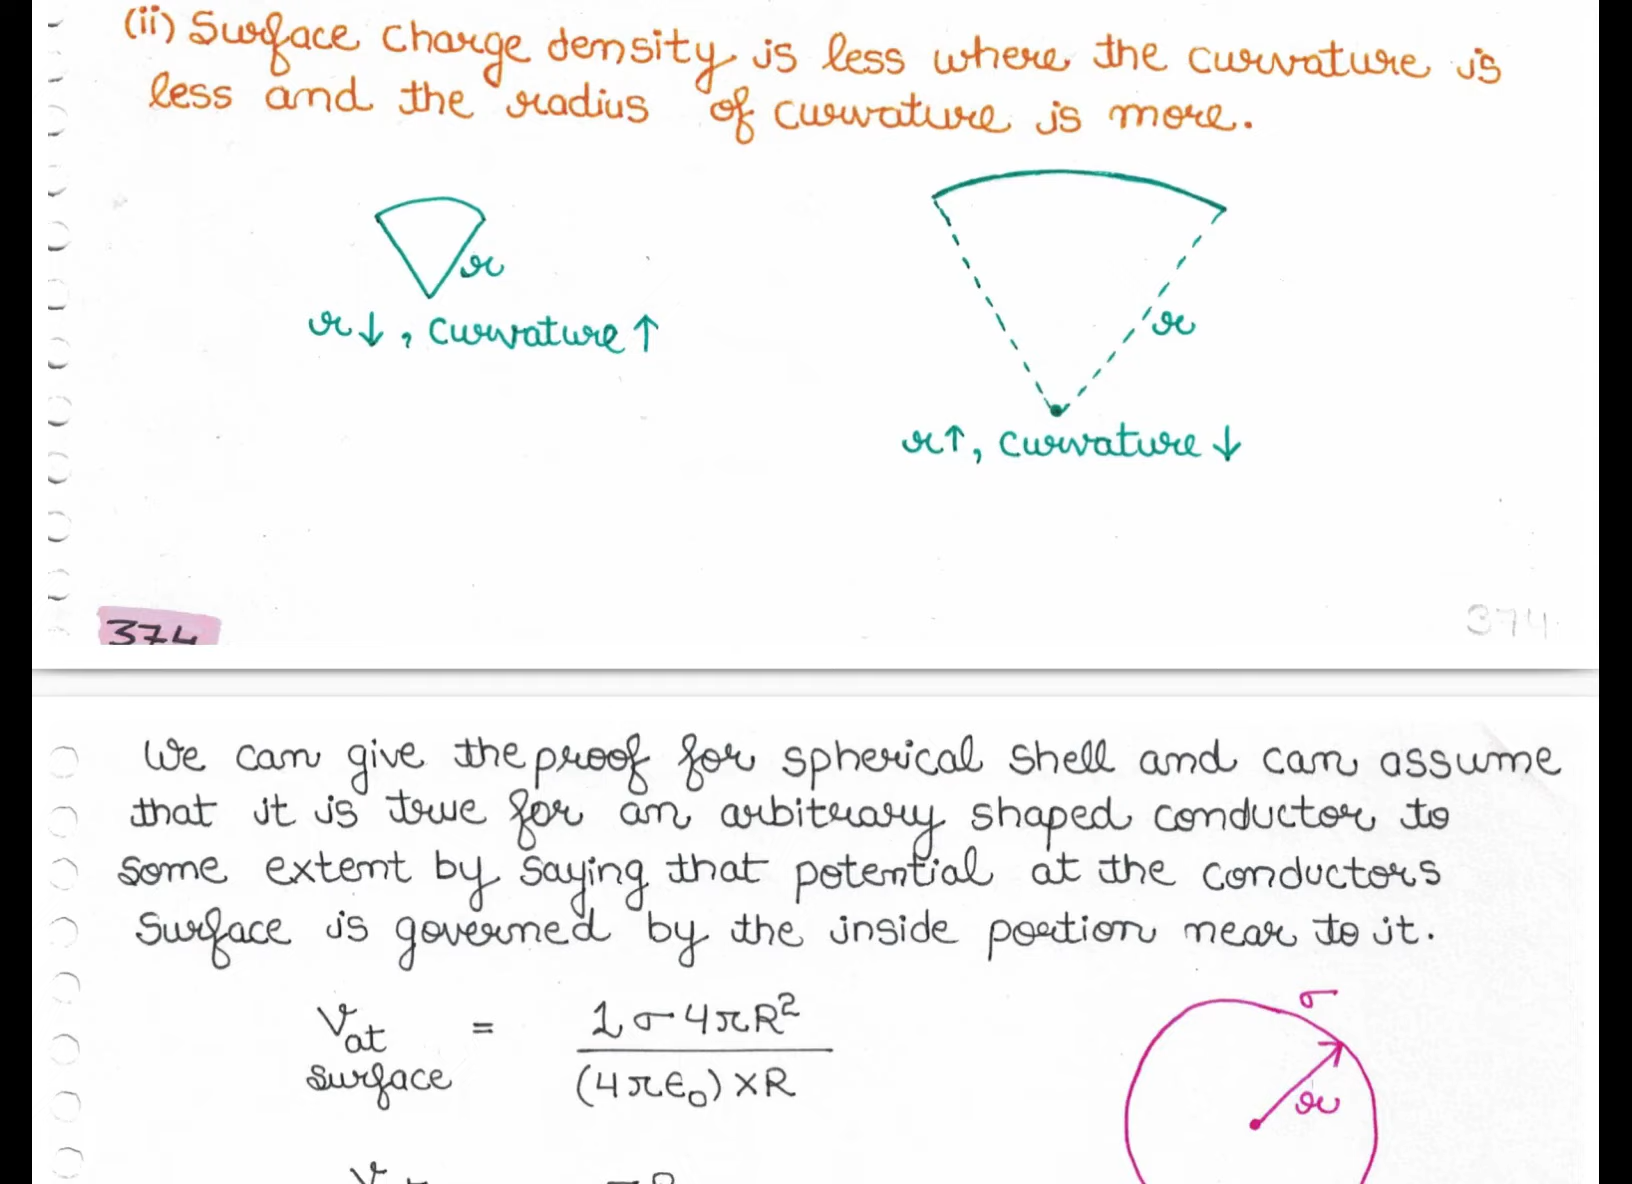 (ii) Surface charge density is less where the curvature is
less and the radius of curvature is more.
r
r↓, curvature↑
r
r↑, curvature↓
374
374
We can give the proof for spherical shell and can assume
that it is true for an arbitrary shaped conductor to
some extent by saying that potential at the conductors
surface is governed by the inside portion near to it.
V at surface = 1 σ 4πR² / (4πε₀) × R
σ
r